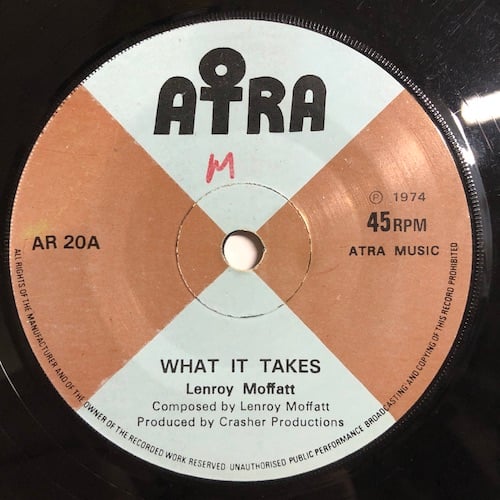 ATRA
M
AR 20A
℗ 1974
45 RPM
ATRA MUSIC
WHAT IT TAKES
Lenroy Moffatt
Composed by Lenroy Moffatt
Produced by Crasher Productions
ALL RIGHTS OF THE MANUFACTURER AND OF THE OWNER OF THE RECORDED WORK RESERVED. UNAUTHORISED PUBLIC PERFORMANCE BROADCASTING AND COPYING OF THIS RECORD PROHIBITED